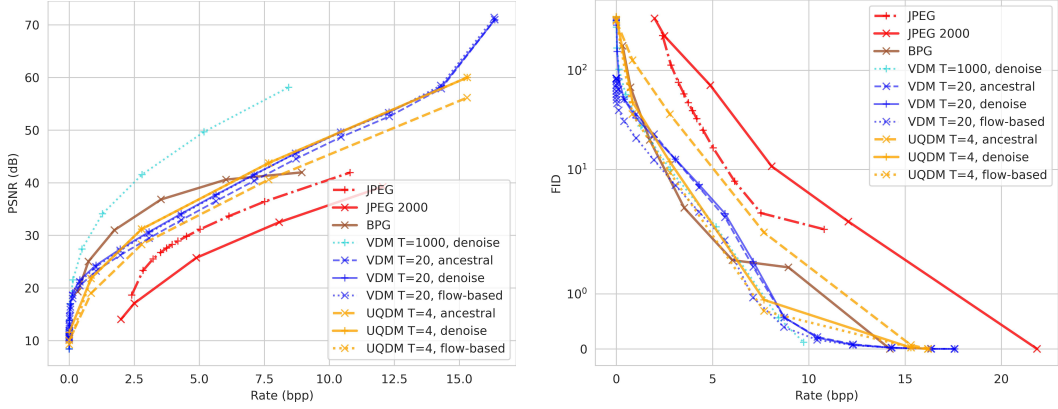 70
60
50
40
30
20
10
PSNR (dB)
0.0
2.5
5.0
7.5
10.0
12.5
15.0
Rate (bpp)
JPEG
JPEG 2000
BPG
VDM T=1000, denoise
VDM T=20, ancestral
VDM T=20, denoise
VDM T=20, flow-based
UQDM T=4, ancestral
UQDM T=4, denoise
UQDM T=4, flow-based
10²
10¹
10⁰
0
FID
0
5
10
15
20
Rate (bpp)
JPEG
JPEG 2000
BPG
VDM T=1000, denoise
VDM T=20, ancestral
VDM T=20, denoise
VDM T=20, flow-based
UQDM T=4, ancestral
UQDM T=4, denoise
UQDM T=4, flow-based